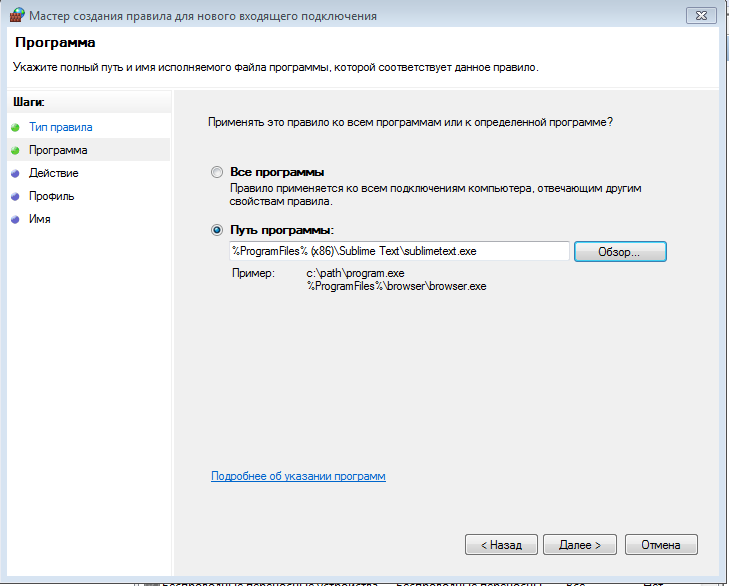 Мастер создания правила для нового входящего подключения
Программа
Укажите полный путь и имя исполняемого файла программы, которой соответствует данное правило.
Шаги:
Тип правила
Программа
Действие
Профиль
Имя
Применять это правило ко всем программам или к определенной программе?
Все программы
Правило применяется ко всем подключениям компьютера, отвечающим другим
свойствам правила.
Путь программы:
%ProgramFiles% (x86)\Sublime Text\sublimetext.exe
Обзор...
Пример:
c:\path\program.exe
%ProgramFiles%\browser\browser.exe
Подробнее об указании программ
< Назад
Далее >
Отмена